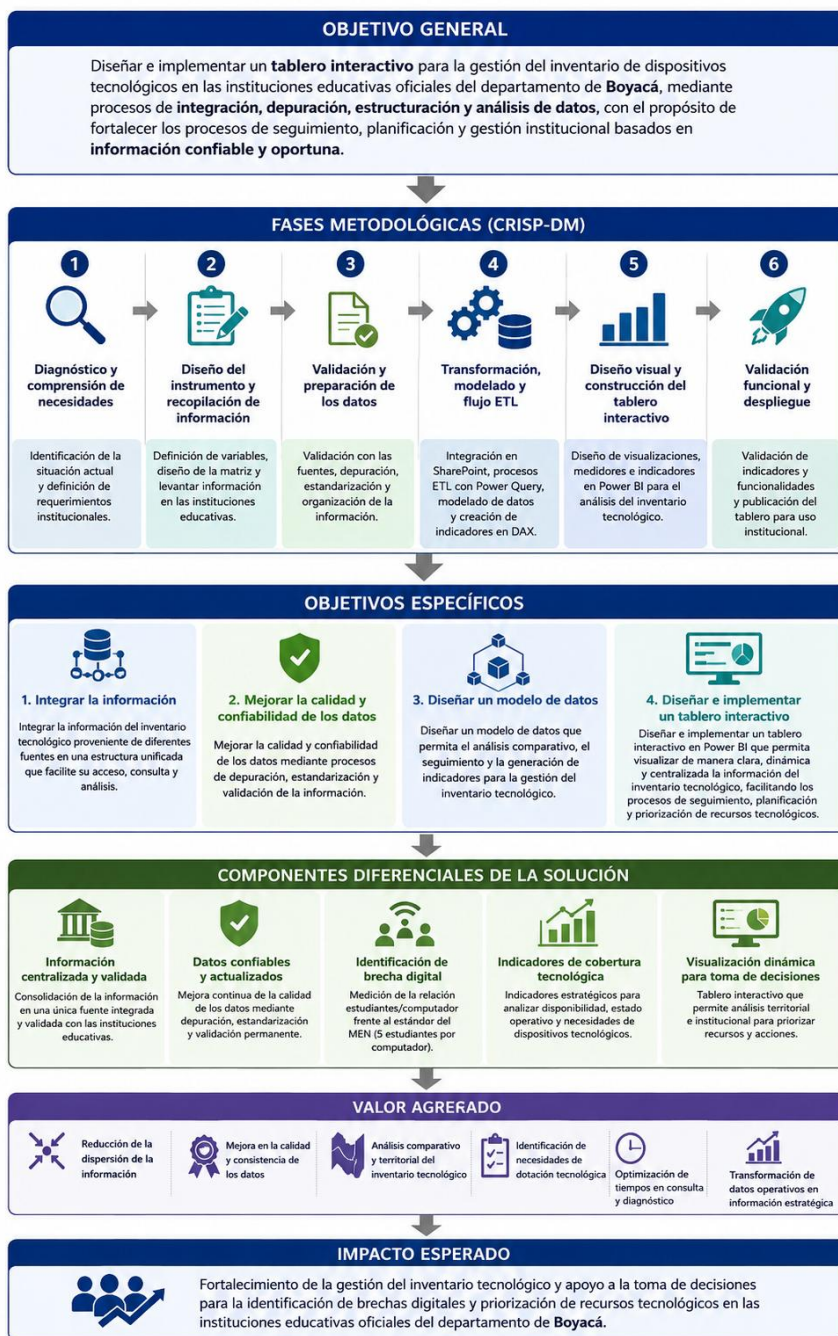 OBJETIVO GENERAL
Diseñar e implementar un tablero interactivo para la gestión del inventario de dispositivos
tecnológicos en las instituciones educativas oficiales del departamento de Boyacá, mediante
procesos de integración, depuración, estructuración y análisis de datos, con el propósito de
fortalecer los procesos de seguimiento, planificación y gestión institucional basados en
información confiable y oportuna.
FASES METODOLÓGICAS (CRISP-DM)
1
Diagnóstico y
comprensión de
necesidades
Identificación de la
situación actual
y definición de
requerimientos
institucionales.
2
Diseño del
instrumento y
recopilación de
información
Definición de variables,
diseño de la matriz y
levantar información
en las instituciones
educativas.
3
Validación y
preparación de
los datos
Validación con las
fuentes, depuración,
estandarización y
organización de la
información.
4
Transformación,
modelado y
flujo ETL
Integración en
SharePoint, procesos
ETL con Power Query,
modelado de datos
y creación de
indicadores en DAX.
5
Diseño visual y
construcción del
tablero
interactivo
Diseño de visualizaciones,
medidores e indicadores
en Power BI para el
análisis del inventario
tecnológico.
6
Validación
funcional y
despliegue
Validación de
indicadores y
funcionalidades
y publicación del
tablero para uso
institucional.
OBJETIVOS ESPECÍFICOS
1. Integrar la información
Integrar la información del inventario
tecnológico proveniente de diferentes
fuentes en una estructura unificada
que facilite su acceso, consulta y
análisis.
2. Mejorar la calidad y
confiabilidad de los datos
Mejorar la calidad y confiabilidad
de los datos mediante procesos
de depuración, estandarización y
validación de la información.
3. Diseñar un modelo de datos
Diseñar un modelo de datos que
permita el análisis comparativo, el
seguimiento y la generación de
indicadores para la gestión del
inventario tecnológico.
4. Diseñar e implementar
un tablero interactivo
Diseñar e implementar un tablero
interactivo en Power BI que permita
visualizar de manera clara, dinámica
y centralizada la información del
inventario tecnológico, facilitando los
procesos de seguimiento, planificación
y priorización de recursos tecnológicos.
COMPONENTES DIFERENCIALES DE LA SOLUCIÓN
Información
centralizada y validada
Consolidación de la información
en una única fuente integrada
y validada con las instituciones
educativas.
Datos confiables
y actualizados
Mejora continua de la calidad
de los datos mediante
depuración, estandarización
y validación permanente.
Identificación de
brecha digital
Medición de la relación
estudiantes/computador
frente al estándar del
MEN (5 estudiantes por
computador).
Indicadores de cobertura
tecnológica
Indicadores estratégicos para
analizar disponibilidad, estado
operativo y necesidades de
dispositivos tecnológicos.
Visualización dinámica
para toma de decisiones
Tablero interactivo que
permite análisis territorial
e institucional para priorizar
recursos y acciones.
VALOR AGREGADO
Reducción de la
dispersión de la
información
Mejora en la calidad
y consistencia de
los datos
Análisis comparativo
y territorial del
inventario tecnológico
Identificación de
necesidades de
dotación tecnológica
Optimización de
tiempos en consulta
y diagnóstico
Transformación de
datos operativos en
información estratégica
IMPACTO ESPERADO
Fortalecimiento de la gestión del inventario tecnológico y apoyo a la toma de decisiones
para la identificación de brechas digitales y priorización de recursos tecnológicos en las
instituciones educativas oficiales del departamento de Boyacá.